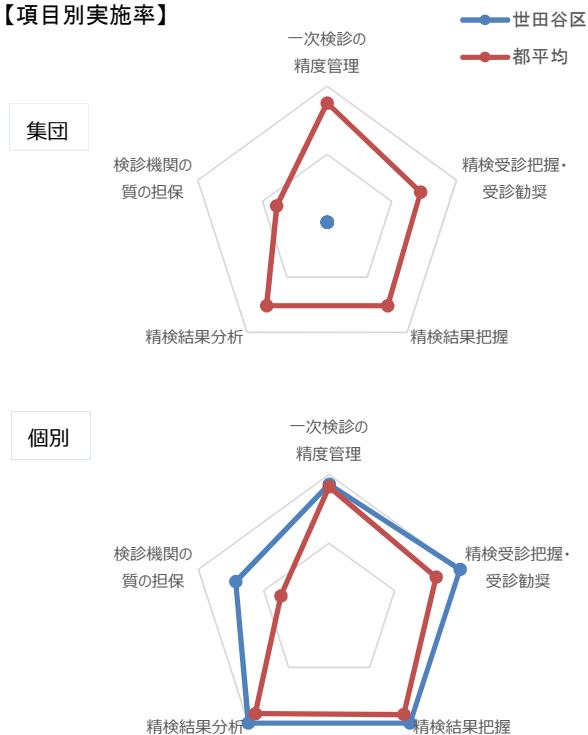 【項目別実施率】
世田谷区
都平均
集団
一次検診の
精度管理
精検受診把握・
受診勧奨
精検結果把握
精検結果分析
検診機関の
質の担保
個別
一次検診の
精度管理
精検受診把握・
受診勧奨
精検結果把握
精検結果分析
検診機関の
質の担保